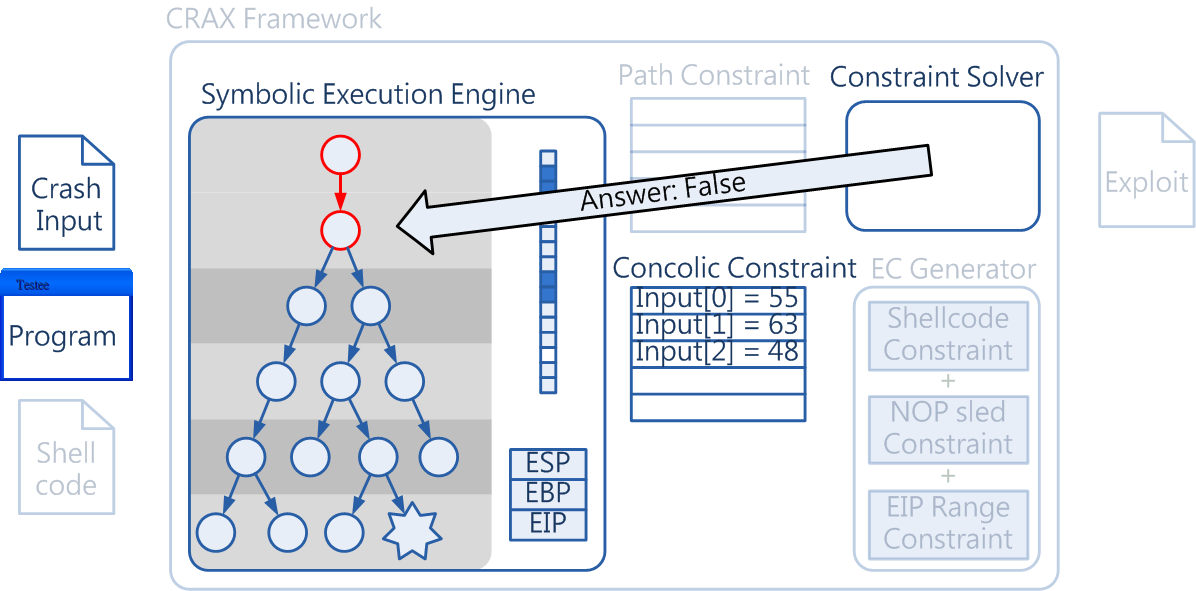 CRAX Framework
Symbolic Execution Engine
Path Constraint
Constraint Solver
Crash
Input
Answer: False
Exploit
Testee
Program
Concolic Constraint
Input[0] = 55
Input[1] = 63
Input[2] = 48
EC Generator
Shellcode
Constraint
+
NOP sled
Constraint
+
EIP Range
Constraint
Shell
code
ESP
EBP
EIP